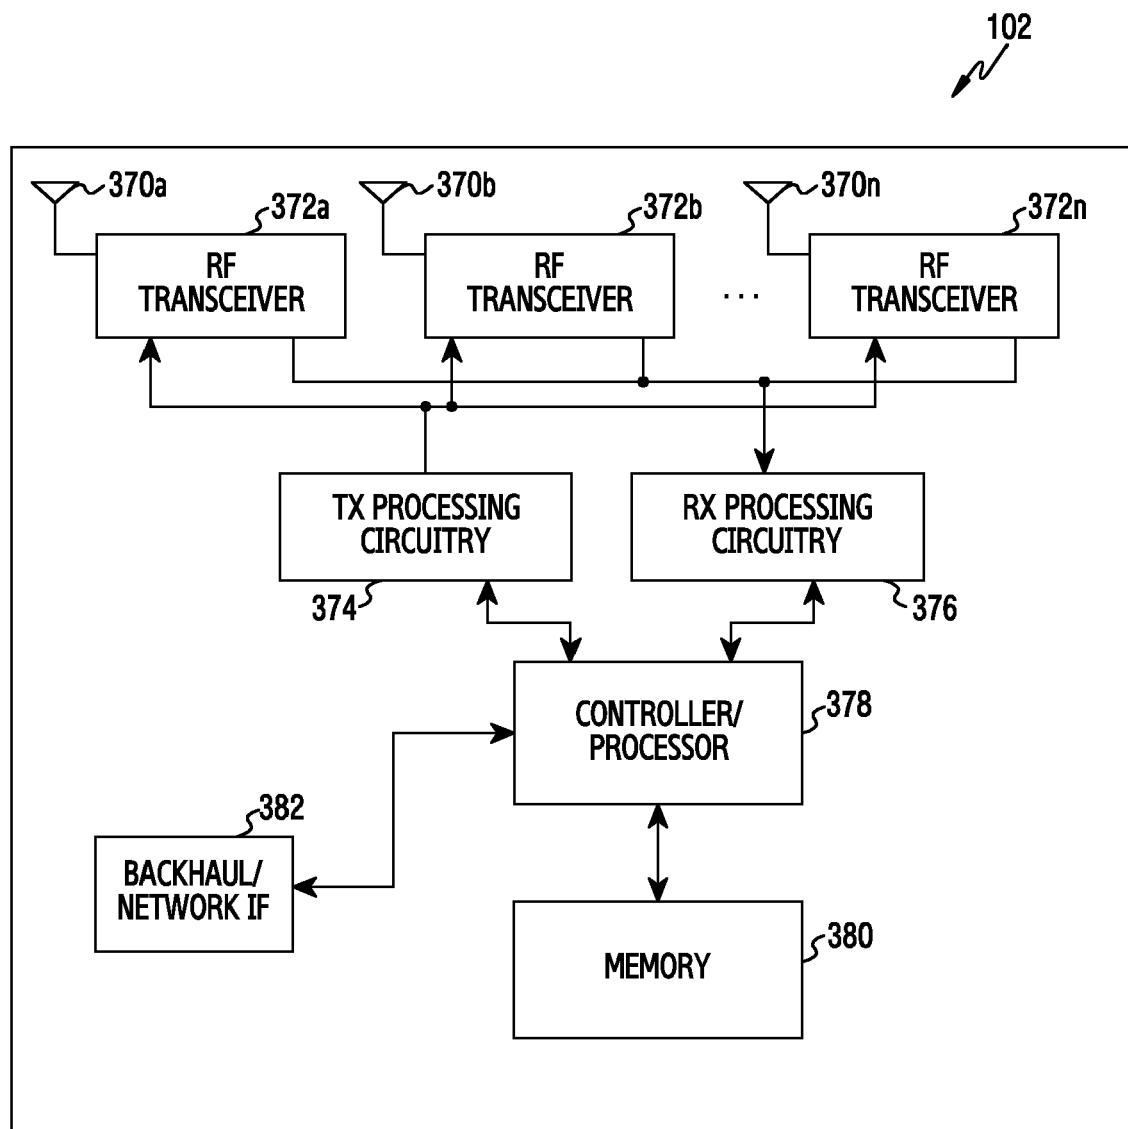 102
370a
370b
370n
372a
372b
372n
RF
TRANSCEIVER
RF
TRANSCEIVER
...
RF
TRANSCEIVER
TX PROCESSING
CIRCUITRY
RX PROCESSING
CIRCUITRY
374
376
CONTROLLER/
PROCESSOR
378
382
BACKHAUL/
NETWORK IF
MEMORY
380